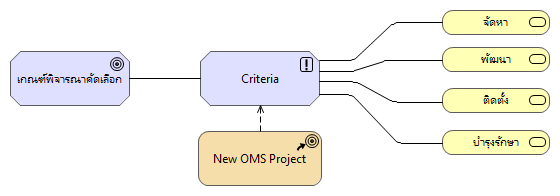 เกณฑ์พิจารณาคัดเลือก
Criteria
จัดหา
พัฒนา
ติดตั้ง
บำรุงรักษา
New OMS Project